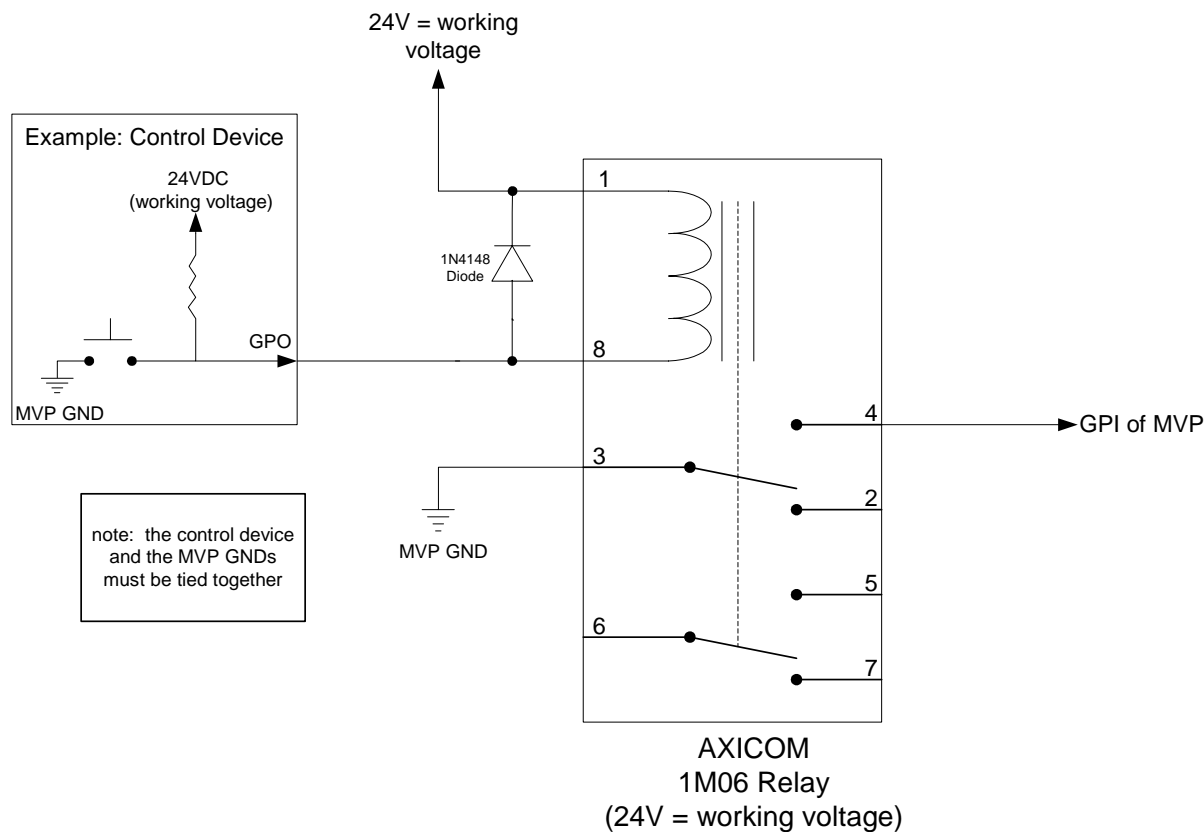 24V = working
voltage
Example: Control Device
24VDC
(working voltage)
1
1N4148
Diode
GPO
8
MVP GND
4
GPI of MVP
3
2
note: the control device
and the MVP GNDs
must be tied together
MVP GND
5
6
7
AXICOM
1M06 Relay
(24V = working voltage)